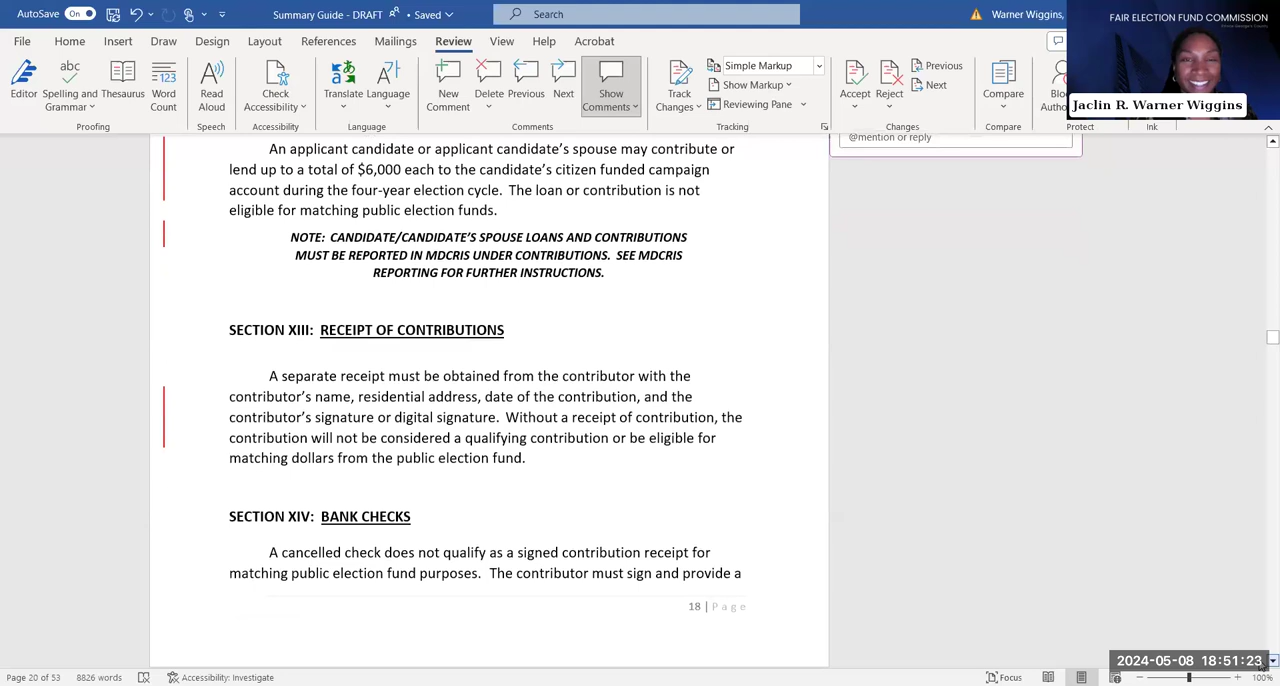 AutoSave On Summary Guide - DRAFT • Saved Search Warner Wiggins,
FAIR ELECTION FUND COMMISSION
File Home Insert Draw Design Layout References Mailings Review View Help Acrobat
Editor Spelling and Grammar Thesaurus Word Count Read Aloud Check Accessibility Translate Language New Comment Delete Previous Next Show Comments Track Changes Simple Markup Show Markup Reviewing Pane Accept Reject Previous Next Compare
Jaclin R. Warner Wiggins
Proofing Speech Accessibility Language Comments Tracking Changes Compare Protect Ink
@mention or reply
An applicant candidate or applicant candidate's spouse may contribute or
lend up to a total of $6,000 each to the candidate's citizen funded campaign
account during the four-year election cycle. The loan or contribution is not
eligible for matching public election funds.
NOTE: CANDIDATE/CANDIDATE'S SPOUSE LOANS AND CONTRIBUTIONS
MUST BE REPORTED IN MDCRIS UNDER CONTRIBUTIONS. SEE MDCRIS
REPORTING FOR FURTHER INSTRUCTIONS.
SECTION XIII: RECEIPT OF CONTRIBUTIONS
A separate receipt must be obtained from the contributor with the
contributor's name, residential address, date of the contribution, and the
contributor's signature or digital signature. Without a receipt of contribution, the
contribution will not be considered a qualifying contribution or be eligible for
matching dollars from the public election fund.
SECTION XIV: BANK CHECKS
A cancelled check does not qualify as a signed contribution receipt for
matching public election fund purposes. The contributor must sign and provide a
18 | Page
2024-05-08 18:51:23
Page 20 of 53 8826 words Accessibility: Investigate Focus 100%